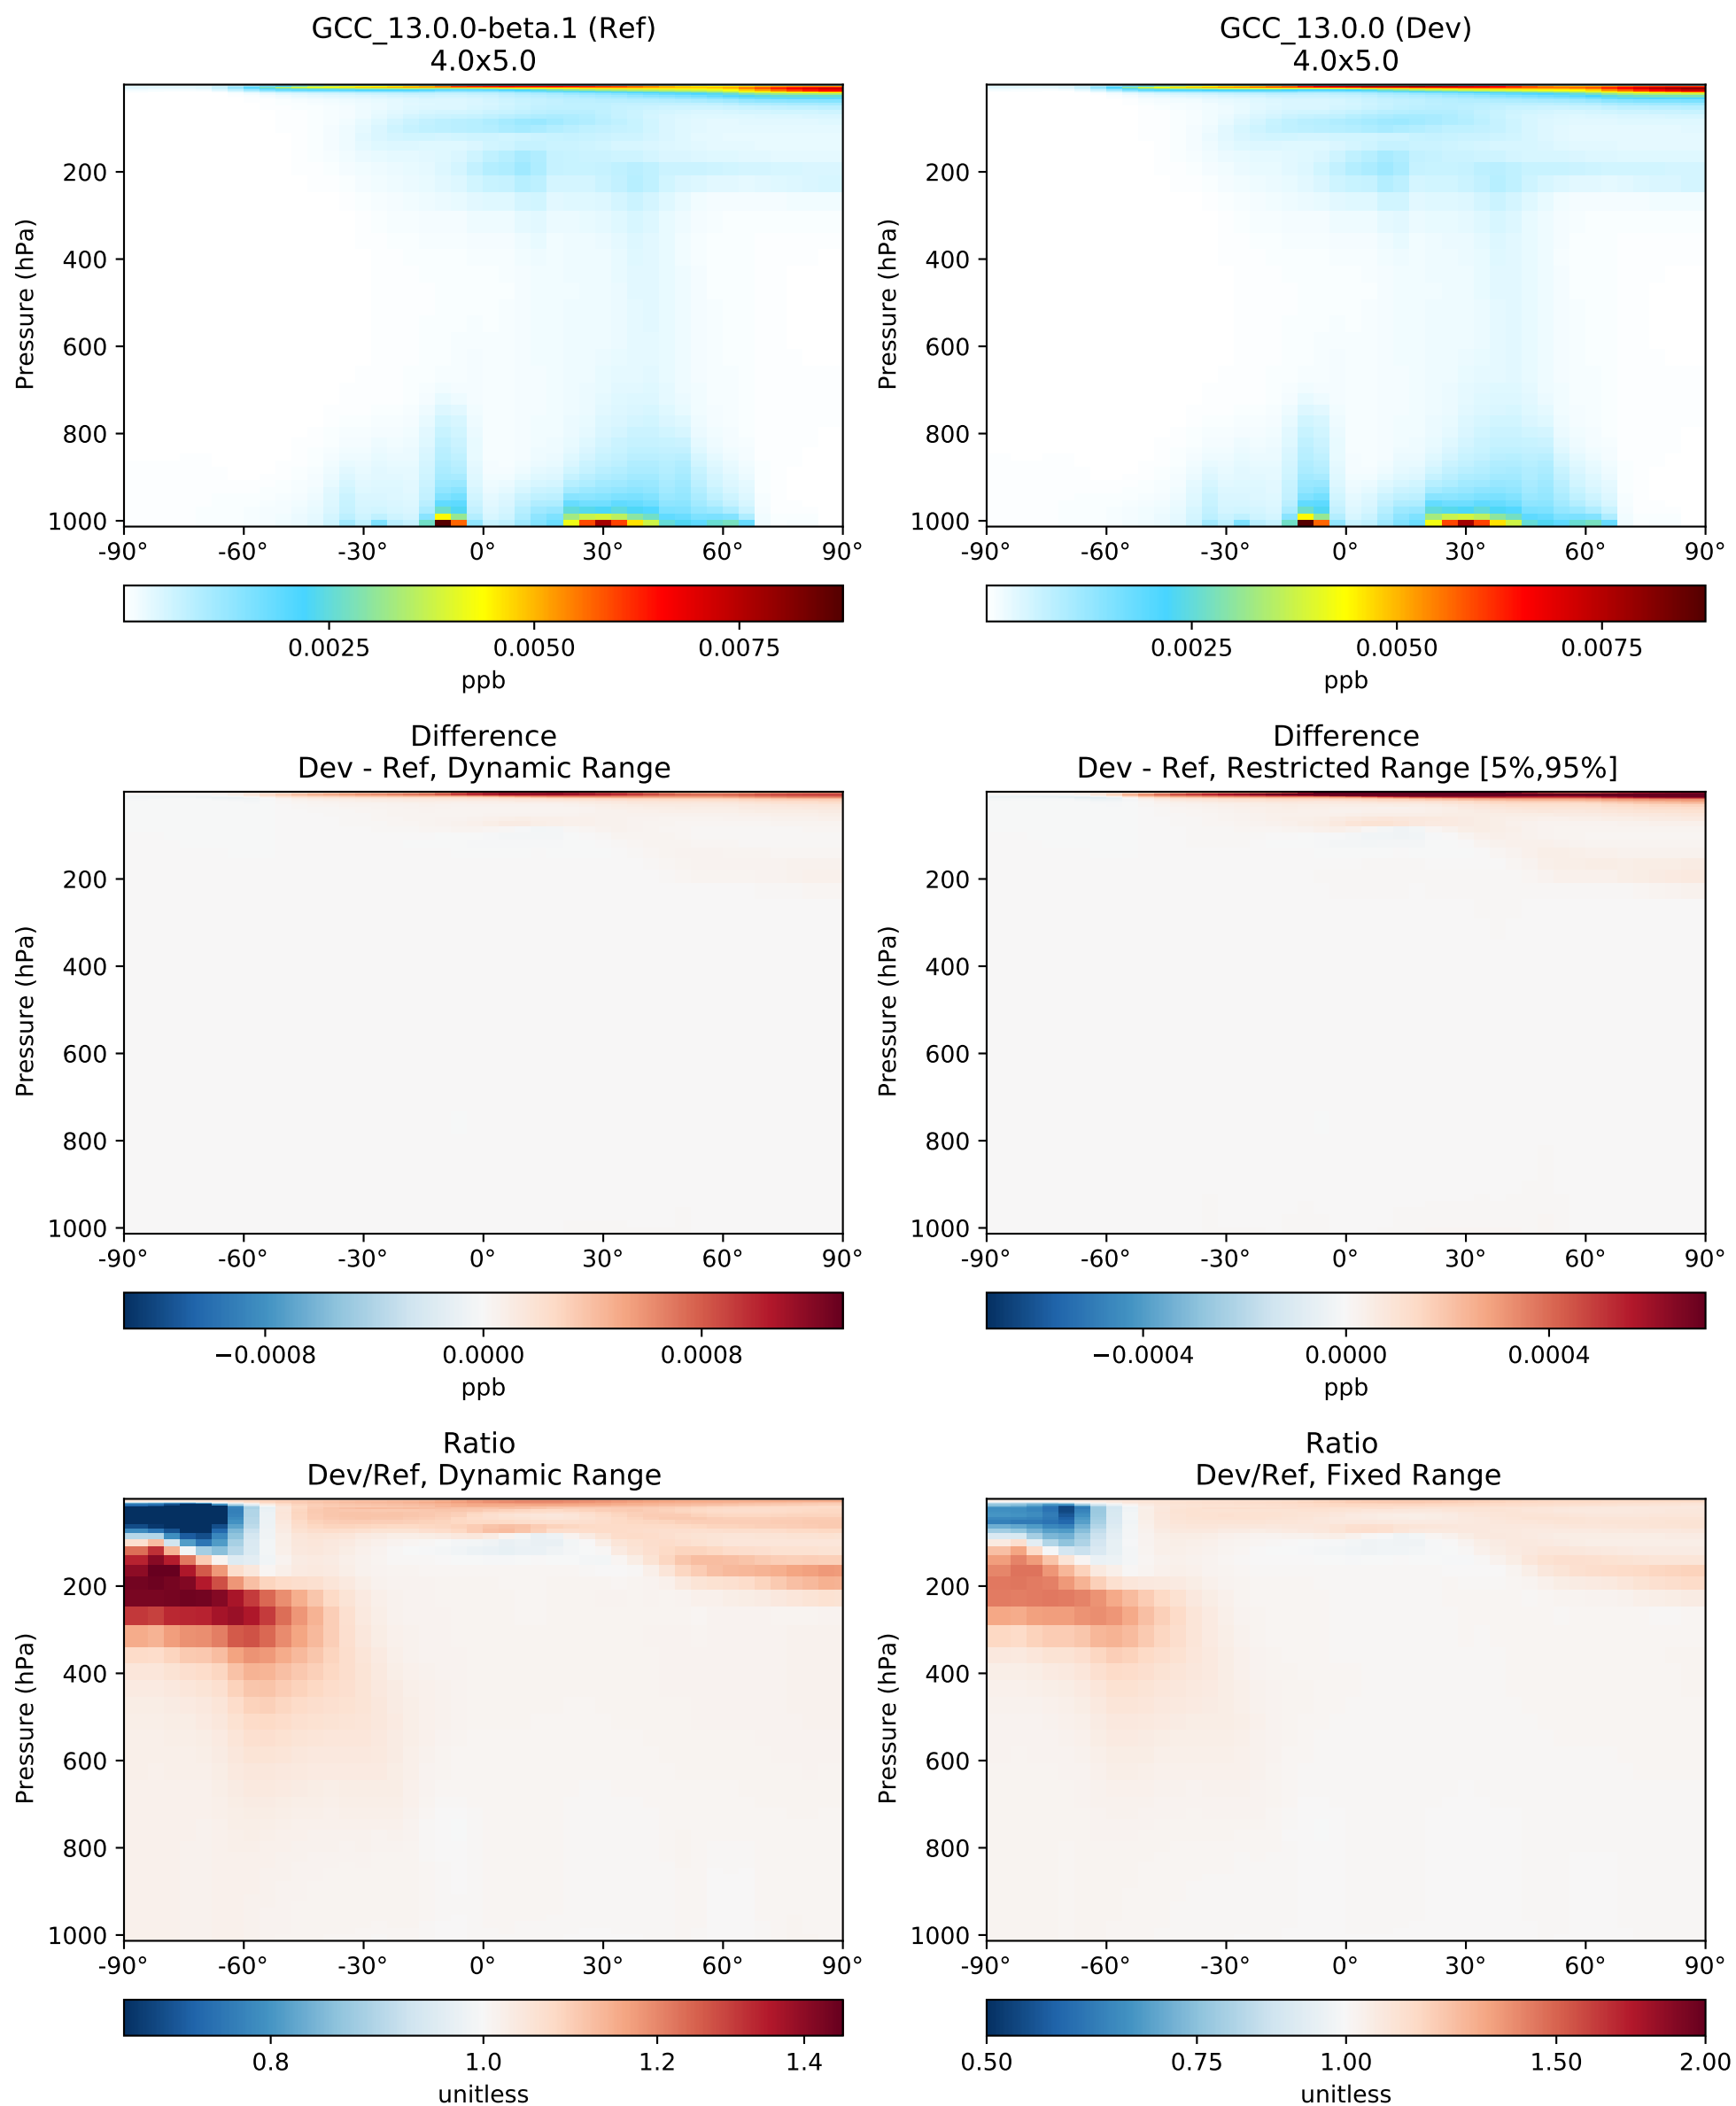 GCC_13.0.0-beta.1 (Ref)
4.0x5.0
Pressure (hPa)
200
400
600
800
1000
-90° -60° -30° 0° 30° 60° 90°
0.0025 0.0050 0.0075
ppb
GCC_13.0.0 (Dev)
4.0x5.0
Pressure (hPa)
200
400
600
800
1000
-90° -60° -30° 0° 30° 60° 90°
0.0025 0.0050 0.0075
ppb
Difference
Dev - Ref, Dynamic Range
Pressure (hPa)
200
400
600
800
1000
-90° -60° -30° 0° 30° 60° 90°
−0.0008 0.0000 0.0008
ppb
Difference
Dev - Ref, Restricted Range [5%,95%]
Pressure (hPa)
200
400
600
800
1000
-90° -60° -30° 0° 30° 60° 90°
−0.0004 0.0000 0.0004
ppb
Ratio
Dev/Ref, Dynamic Range
Pressure (hPa)
200
400
600
800
1000
-90° -60° -30° 0° 30° 60° 90°
0.8 1.0 1.2 1.4
unitless
Ratio
Dev/Ref, Fixed Range
Pressure (hPa)
200
400
600
800
1000
-90° -60° -30° 0° 30° 60° 90°
0.50 0.75 1.00 1.50 2.00
unitless